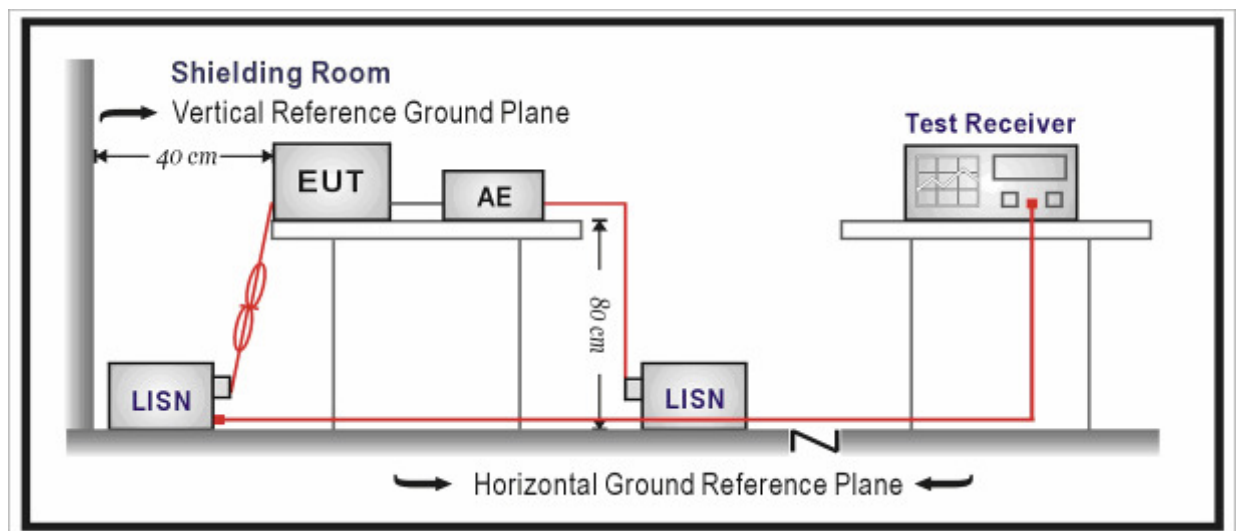 Shielding Room
Vertical Reference Ground Plane
40 cm
EUT
AE
Test Receiver
80 cm
LISN
LISN
Horizontal Ground Reference Plane